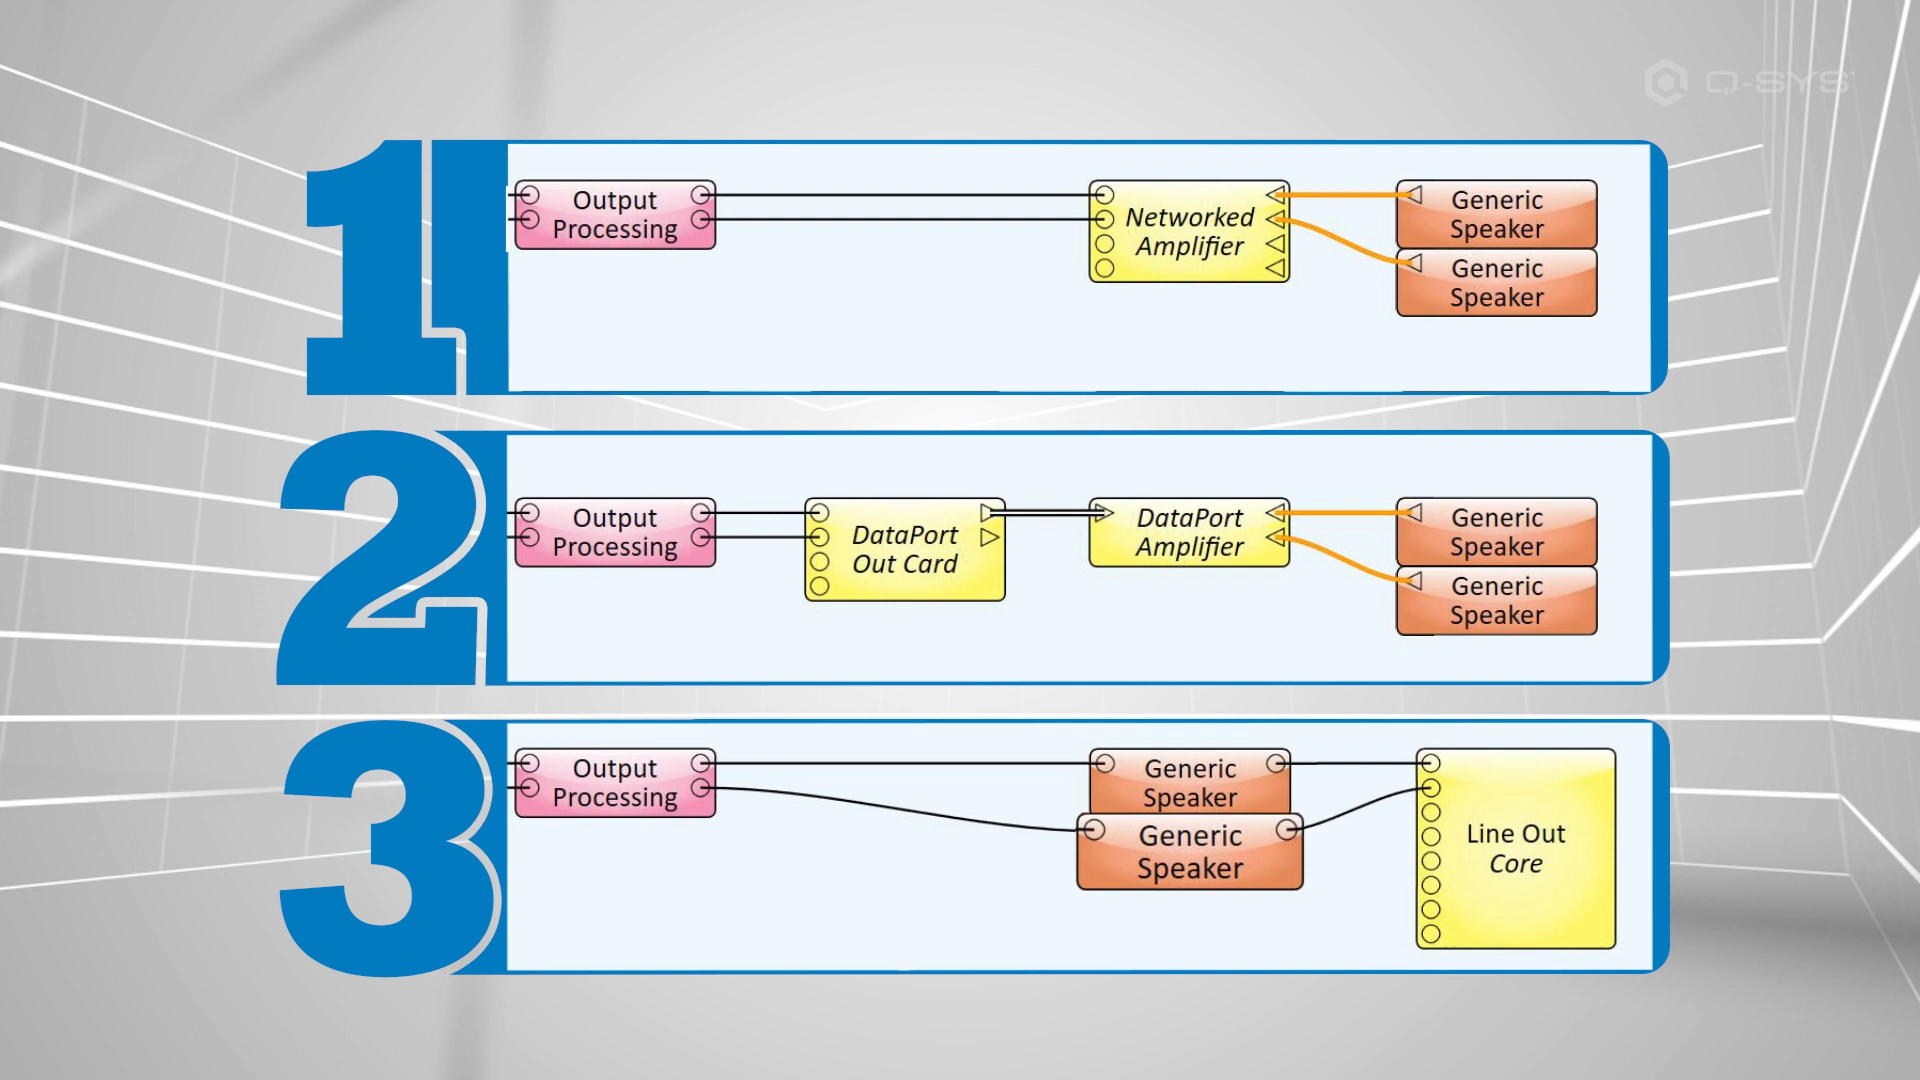 Q-SYS
1
Output
Processing
Networked
Amplifier
Generic
Speaker
Generic
Speaker
2
Output
Processing
DataPort
Out Card
DataPort
Amplifier
Generic
Speaker
Generic
Speaker
3
Output
Processing
Generic
Speaker
Generic
Speaker
Line Out
Core